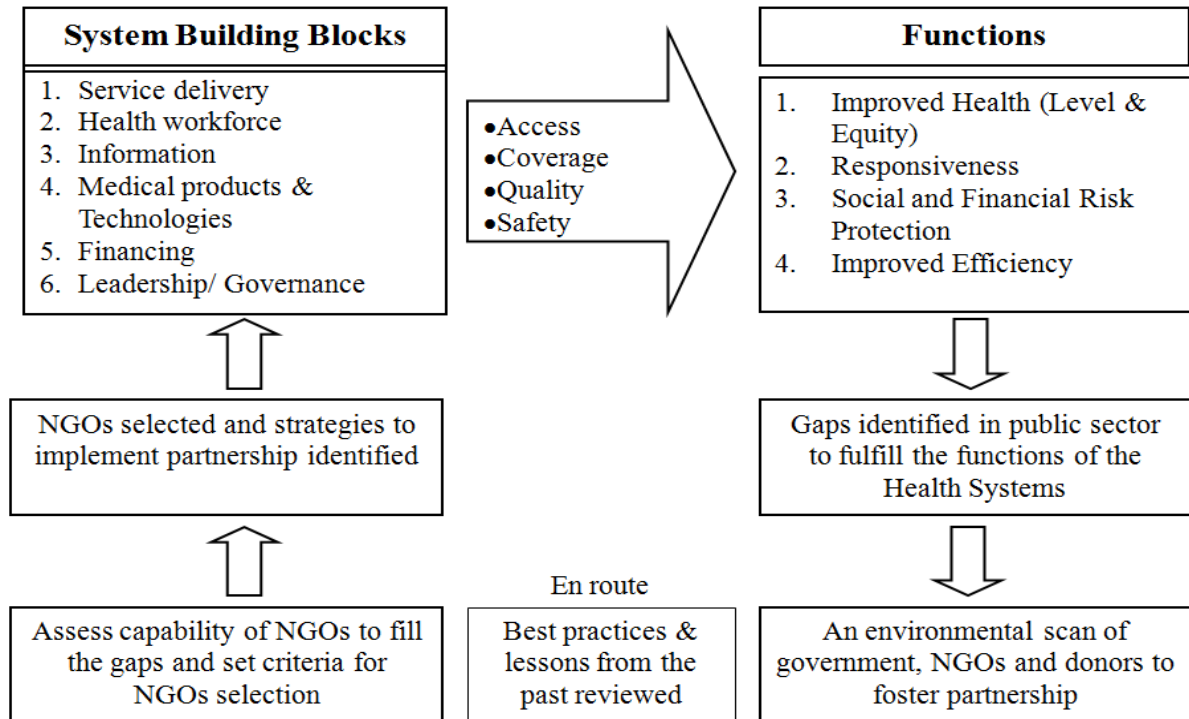 System Building Blocks
1. Service delivery
2. Health workforce
3. Information
4. Medical products &
Technologies
5. Financing
6. Leadership/ Governance
•Access
•Coverage
•Quality
•Safety
Functions
1. Improved Health (Level &
Equity)
2. Responsiveness
3. Social and Financial Risk
Protection
4. Improved Efficiency
NGOs selected and strategies to
implement partnership identified
Gaps identified in public sector
to fulfill the functions of the
Health Systems
Assess capability of NGOs to fill
the gaps and set criteria for
NGOs selection
En route
Best practices &
lessons from the
past reviewed
An environmental scan of
government, NGOs and donors to
foster partnership